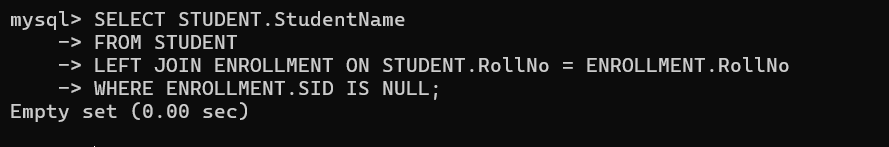 mysql> SELECT STUDENT.StudentName
    -> FROM STUDENT
    -> LEFT JOIN ENROLLMENT ON STUDENT.RollNo = ENROLLMENT.RollNo
    -> WHERE ENROLLMENT.SID IS NULL;
Empty set (0.00 sec)